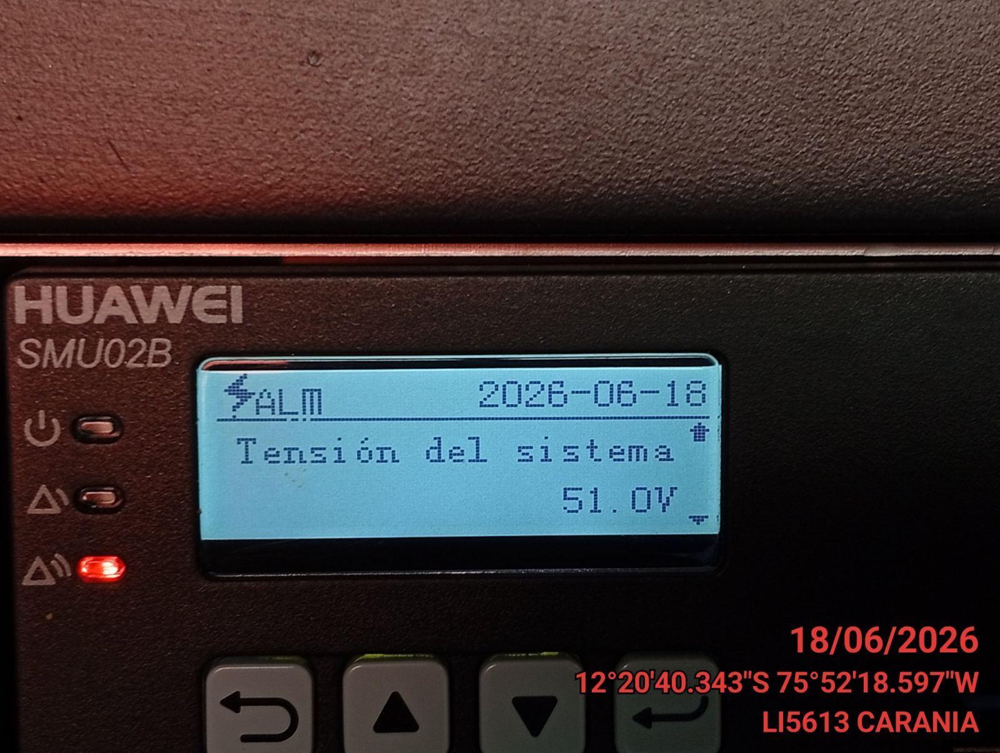 HUAWEI
SMU02B
ALM 2026-06-18
Tensión del sistema
51.0V
18/06/2026
12°20'40.343"S 75°52'18.597"W
LI5613 CARANIA